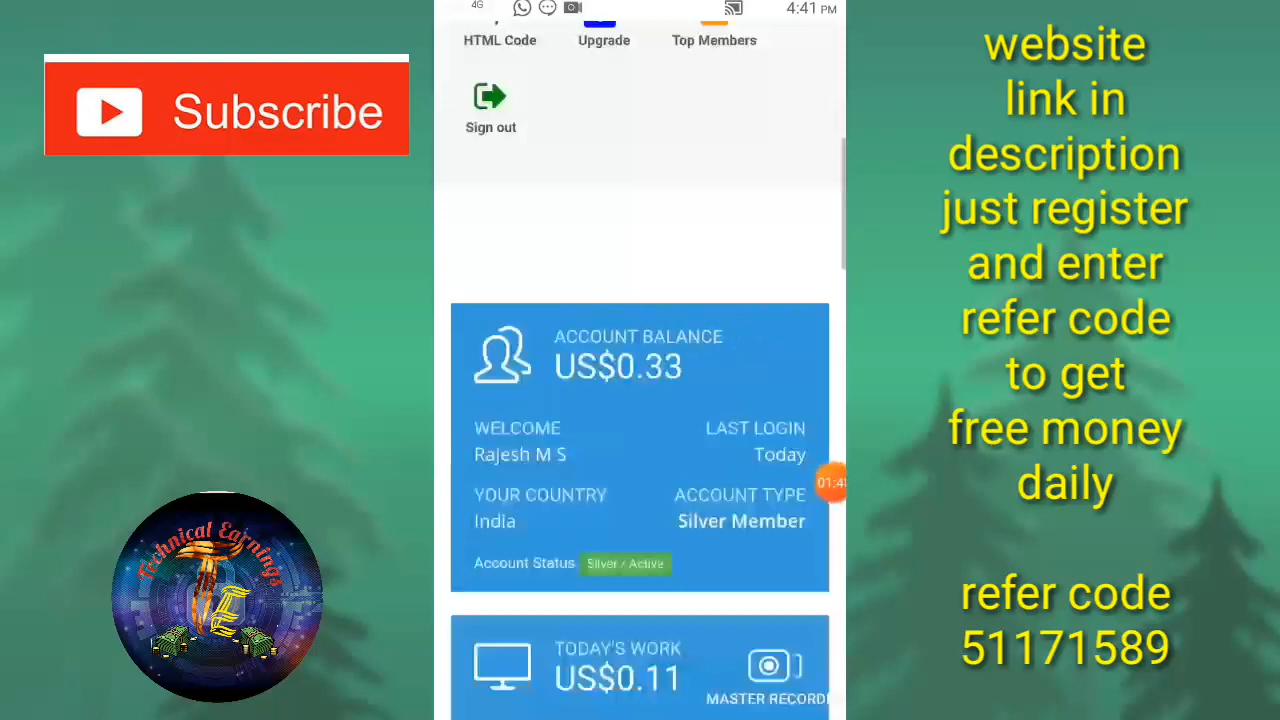 Subscribe
Technical Earnings
TE
4G
4:41 PM
HTML Code
Upgrade
Top Members
Sign out
ACCOUNT BALANCE
US$0.33
WELCOME
LAST LOGIN
Rajesh M S
Today
YOUR COUNTRY
ACCOUNT TYPE
India
Silver Member
Account Status Silver / Active
TODAY'S WORK
US$0.11
MASTER RECORD
website
link in
description
just register
and enter
refer code
to get
free money
daily
refer code
51171589